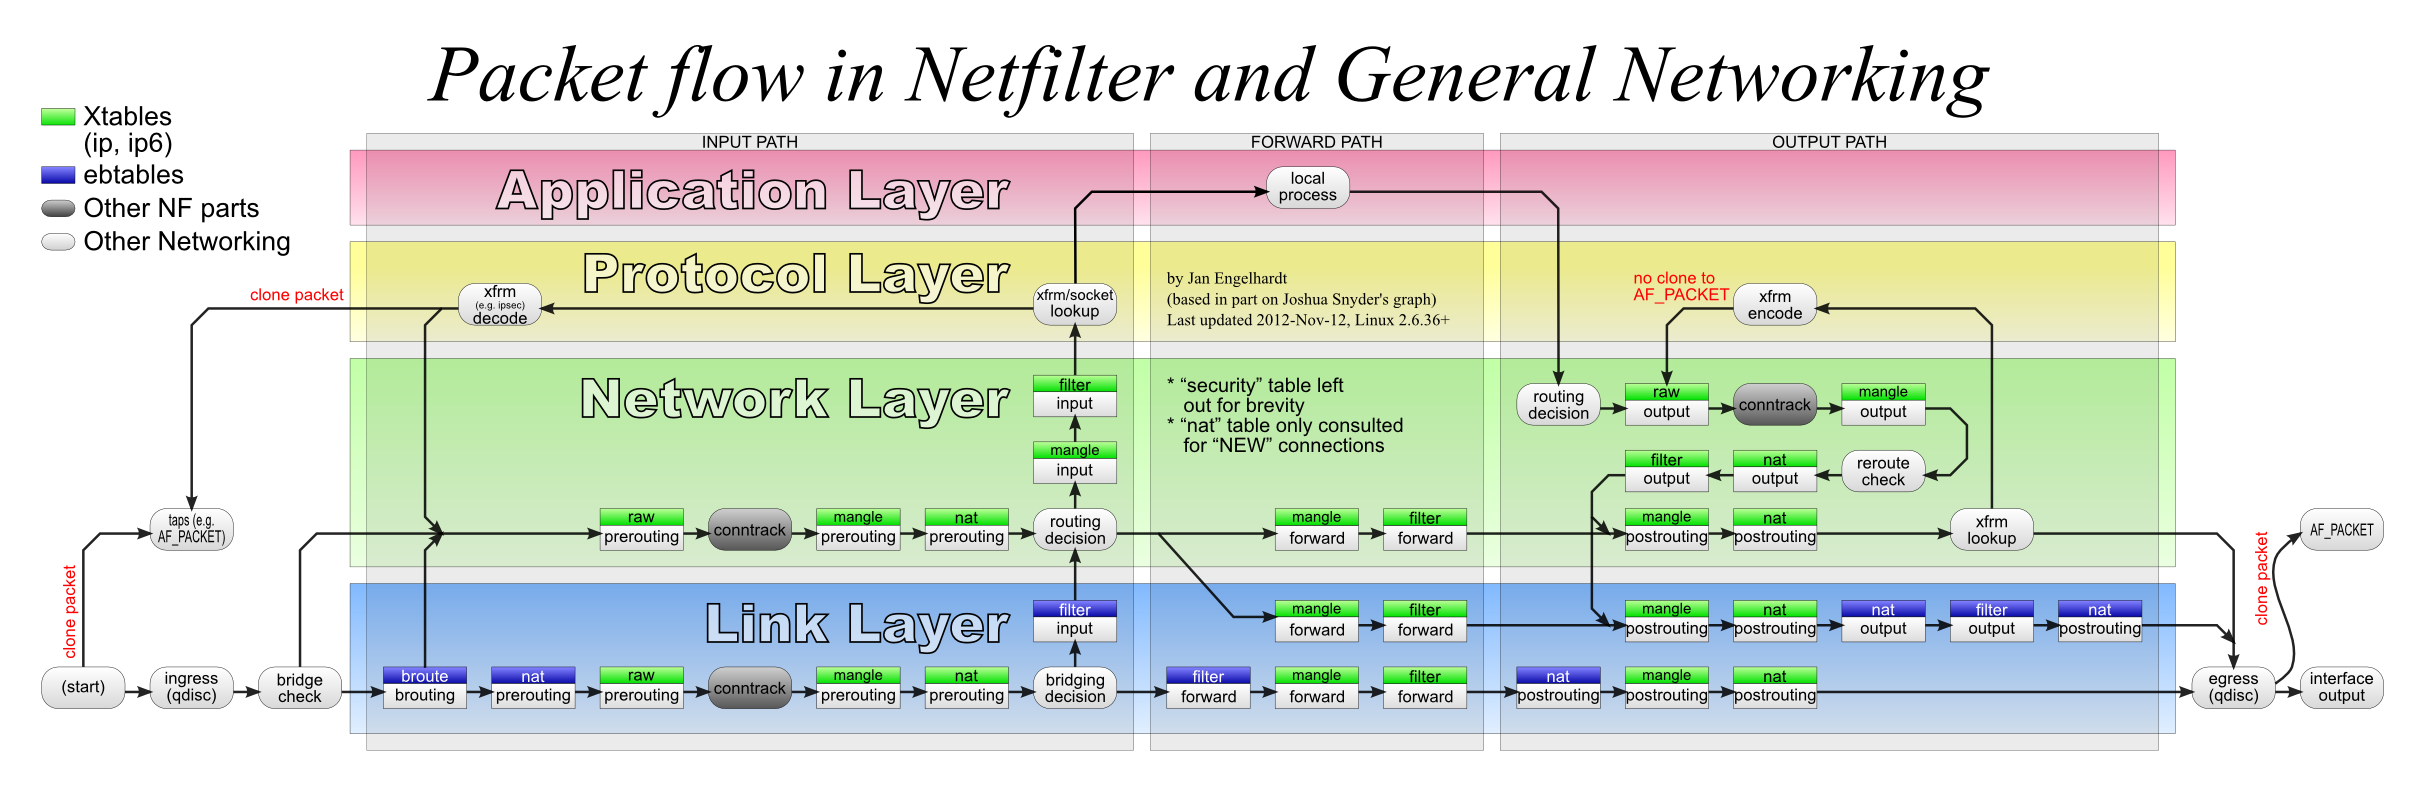 Packet flow in Netfilter and General Networking
Xtables
(ip, ip6)
ebtables
Other NF parts
Other Networking
INPUT PATH
FORWARD PATH
OUTPUT PATH
Application Layer
local
process
Protocol Layer
clone packet
xfrm
(e.g. ipsec)
decode
xfrm/socket
lookup
by Jan Engelhardt
(based in part on Joshua Snyder's graph)
Last updated 2012-Nov-12, Linux 2.6.36+
no clone to
AF_PACKET
xfrm
encode
Network Layer
filter
input
mangle
input
* “security” table left
out for brevity
* “nat” table only consulted
for “NEW” connections
routing
decision
raw
output
conntrack
mangle
output
filter
output
nat
output
reroute
check
taps (e.g.
AF_PACKET)
raw
prerouting
conntrack
mangle
prerouting
nat
prerouting
routing
decision
mangle
forward
filter
forward
mangle
postrouting
nat
postrouting
xfrm
lookup
AF_PACKET
clone packet
clone packet
Link Layer
filter
input
mangle
forward
filter
forward
mangle
postrouting
nat
postrouting
nat
output
filter
output
nat
postrouting
(start)
ingress
(qdisc)
bridge
check
broute
brouting
nat
prerouting
raw
prerouting
conntrack
mangle
prerouting
nat
prerouting
bridging
decision
filter
forward
mangle
forward
filter
forward
nat
postrouting
mangle
postrouting
nat
postrouting
egress
(qdisc)
interface
output